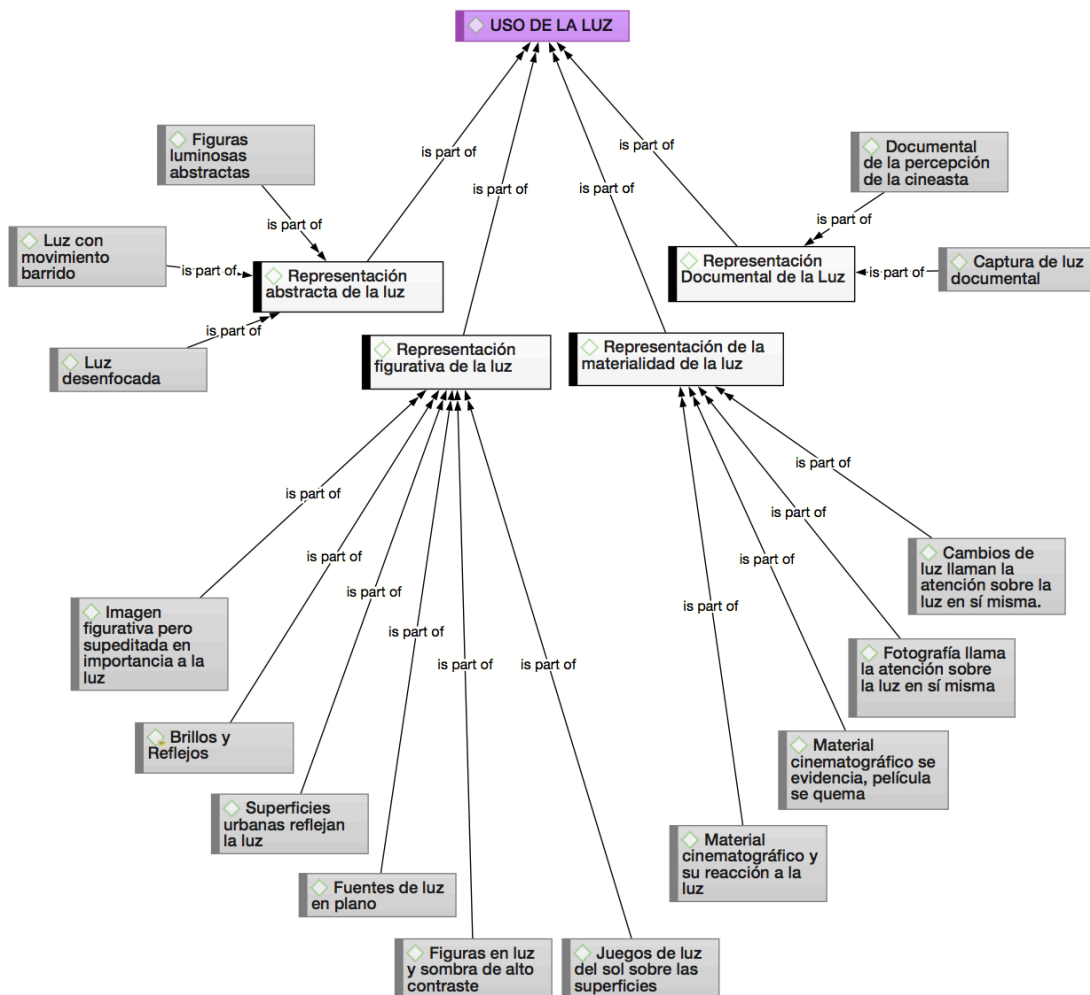 USO DE LA LUZ
Figuras
luminosas
abstractas
is part of
is part of
is part of
is part of
Documental
de la percepción
de la cineasta
is part of
is part of
Luz con
movimiento
barrido
is part of
Representación
abstracta de la luz
Representación
Documental de la Luz
is part of
Captura de luz
documental
is part of
Luz
desenfocada
Representación
figurativa de la luz
Representación de la
materialidad de la luz
is part of
is part of
is part of
is part of
is part of
is part of
is part of
is part of
is part of
is part of
Cambios de
luz llaman la
atención sobre la
luz en sí misma.
Imagen
figurativa pero
supeditada en
importancia a la
luz
Fotografía llama
la atención sobre
la luz en sí misma
Brillos y
Reflejos
Material
cinematográfico se
evidencia, película
se quema
Superficies
urbanas reflejan
la luz
Material
cinematográfico y
su reacción a la
luz
Fuentes de luz
en plano
Figuras en luz
y sombra de alto
contraste
Juegos de luz
del sol sobre las
superficies